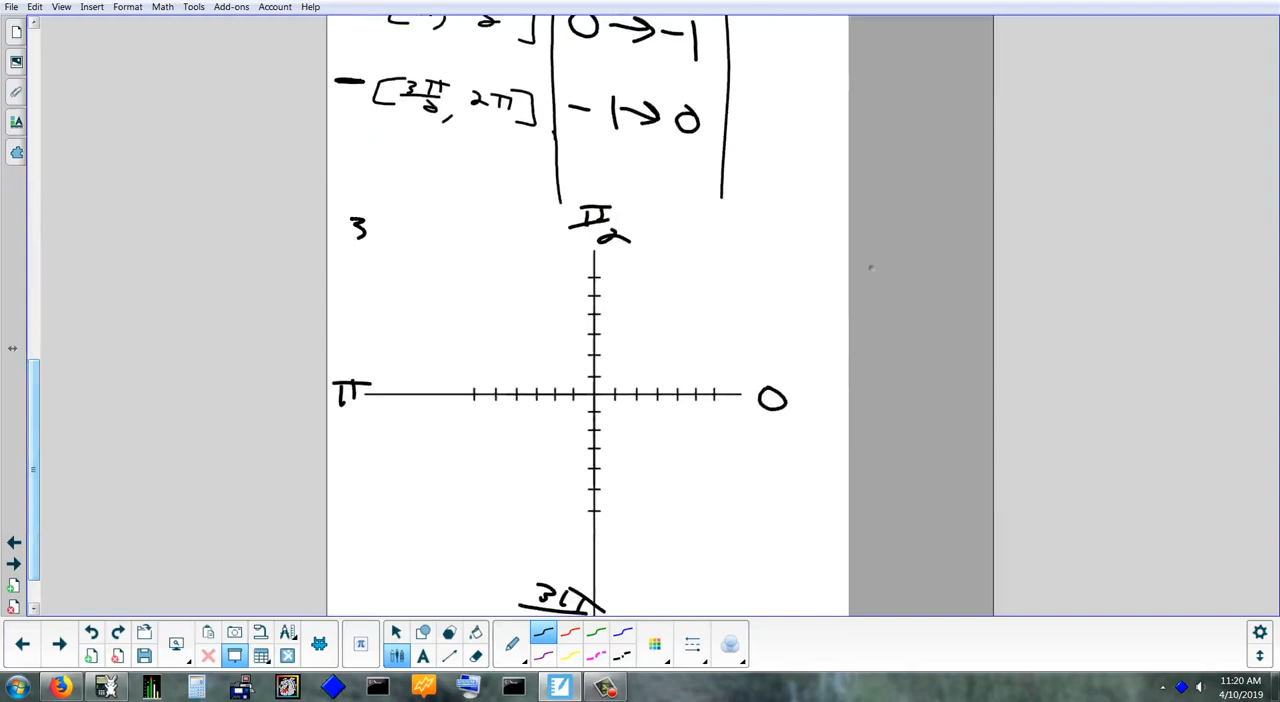 File Edit View Insert Format Tools Math Add-ons Account Help
0 → -1
- [3π/2, 2π] -1 → 0
π/2
3
π 0
3π
A
π
A
11:20 AM
4/10/2019